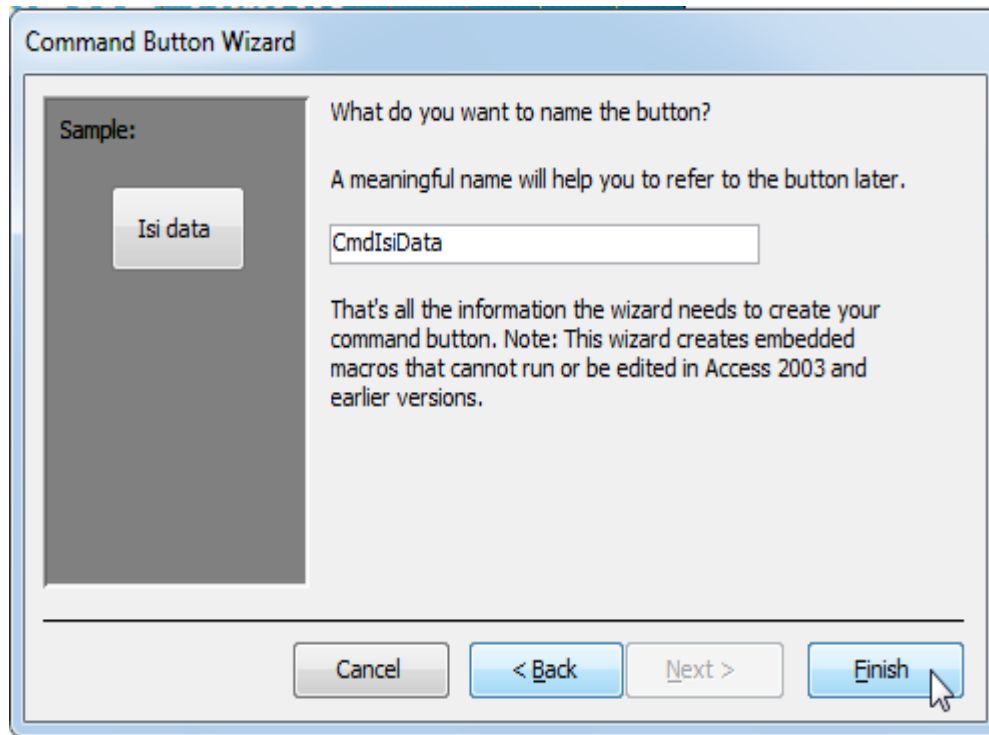 Command Button Wizard
Sample:
Isi data
What do you want to name the button?
A meaningful name will help you to refer to the button later.
CmdIsiData
That's all the information the wizard needs to create your
command button. Note: This wizard creates embedded
macros that cannot run or be edited in Access 2003 and
earlier versions.
Cancel
< Back
Next >
Finish